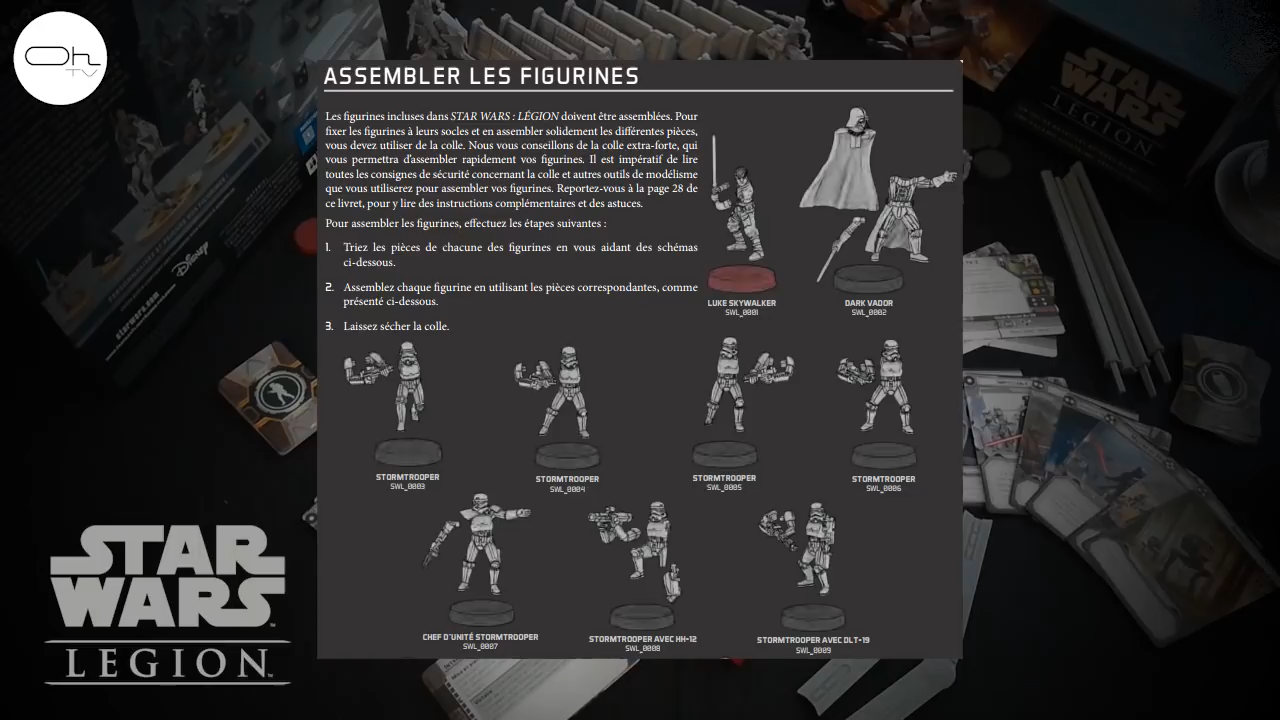 Oh
TV
STAR
WARS
LEGION
Disney
starwars.com
ASSEMBLER LES FIGURINES
Les figurines incluses dans STAR WARS : LÉGION doivent être assemblées. Pour
fixer les figurines à leurs socles et en assembler solidement les différentes pièces,
vous devez utiliser de la colle. Nous vous conseillons de la colle extra-forte, qui
vous permettra d'assembler rapidement vos figurines. Il est impératif de lire
toutes les consignes de sécurité concernant la colle et autres outils de modélisme
que vous utiliserez pour assembler vos figurines. Reportez-vous à la page 28 de
ce livret, pour y lire des instructions complémentaires et des astuces.
Pour assembler les figurines, effectuez les étapes suivantes :
1. Triez les pièces de chacune des figurines en vous aidant des schémas
ci-dessous.
2. Assemblez chaque figurine en utilisant les pièces correspondantes, comme
présenté ci-dessous.
3. Laissez sécher la colle.
LUKE SKYWALKER
SWL_0001
DARK VADOR
SWL_0002
STORMTROOPER
SWL_0003
STORMTROOPER
SWL_0004
STORMTROOPER
SWL_0005
STORMTROOPER
SWL_0006
CHEF D'UNITÉ STORMTROOPER
SWL_0007
STORMTROOPER AVEC HH-12
SWL_0008
STORMTROOPER AVEC DLT-19
SWL_0009
STAR
WARS
LEGION